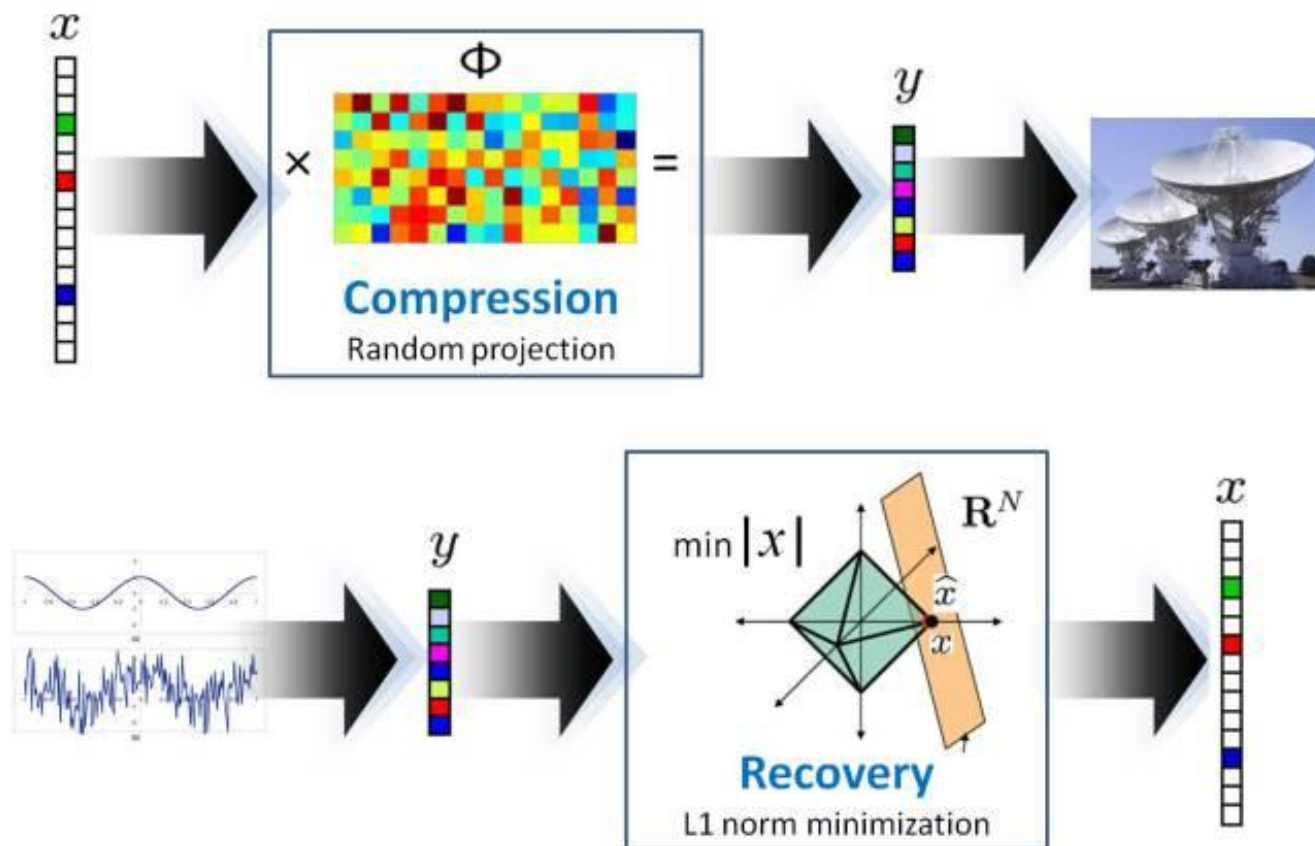 x
Φ
× =
y
Compression
Random projection
y
min |x|
R^N
x̂
x
Recovery
L1 norm minimization
x